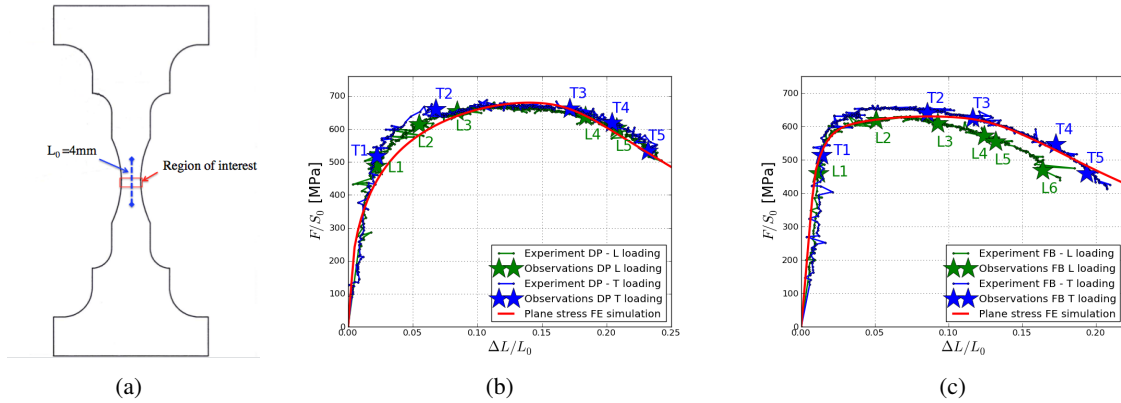 L₀=4mm
Region of interest
(a)
F/S₀ [MPa]
700
600
500
400
300
200
100
0
T1
T2
T3
T4
T5
L1
L2
L3
L4
L5
Experiment DP - L loading
Observations DP L loading
Experiment DP - T loading
Observations DP T loading
Plane stress FE simulation
0.00 0.05 0.10 0.15 0.20 0.25
ΔL/L₀
(b)
F/S₀ [MPa]
700
600
500
400
300
200
100
0
T1
T2
T3
T4
T5
L1
L2
L3
L4
L5
L6
Experiment FB - L loading
Observations FB L loading
Experiment FB - T loading
Observations FB T loading
Plane stress FE simulation
0.00 0.05 0.10 0.15 0.20
ΔL/L₀
(c)